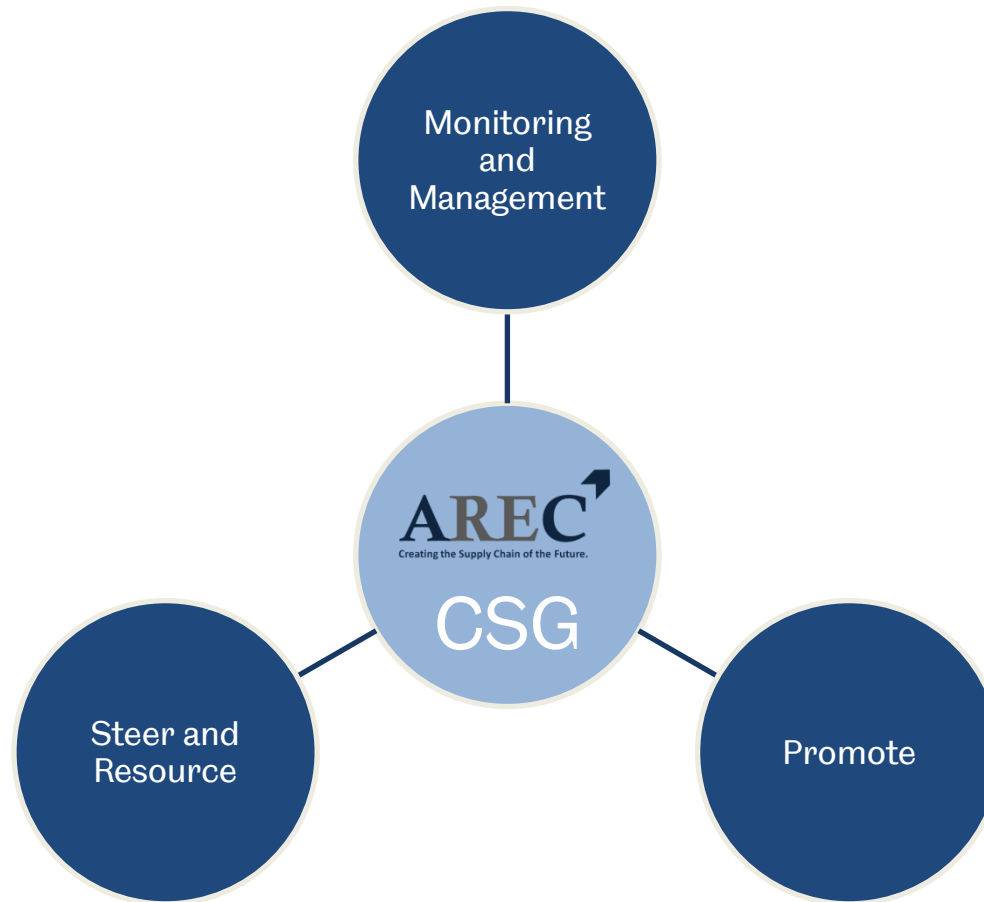 Monitoring
and
Management
AREC
Creating the Supply Chain of the Future.
CSG
Steer and
Resource
Promote